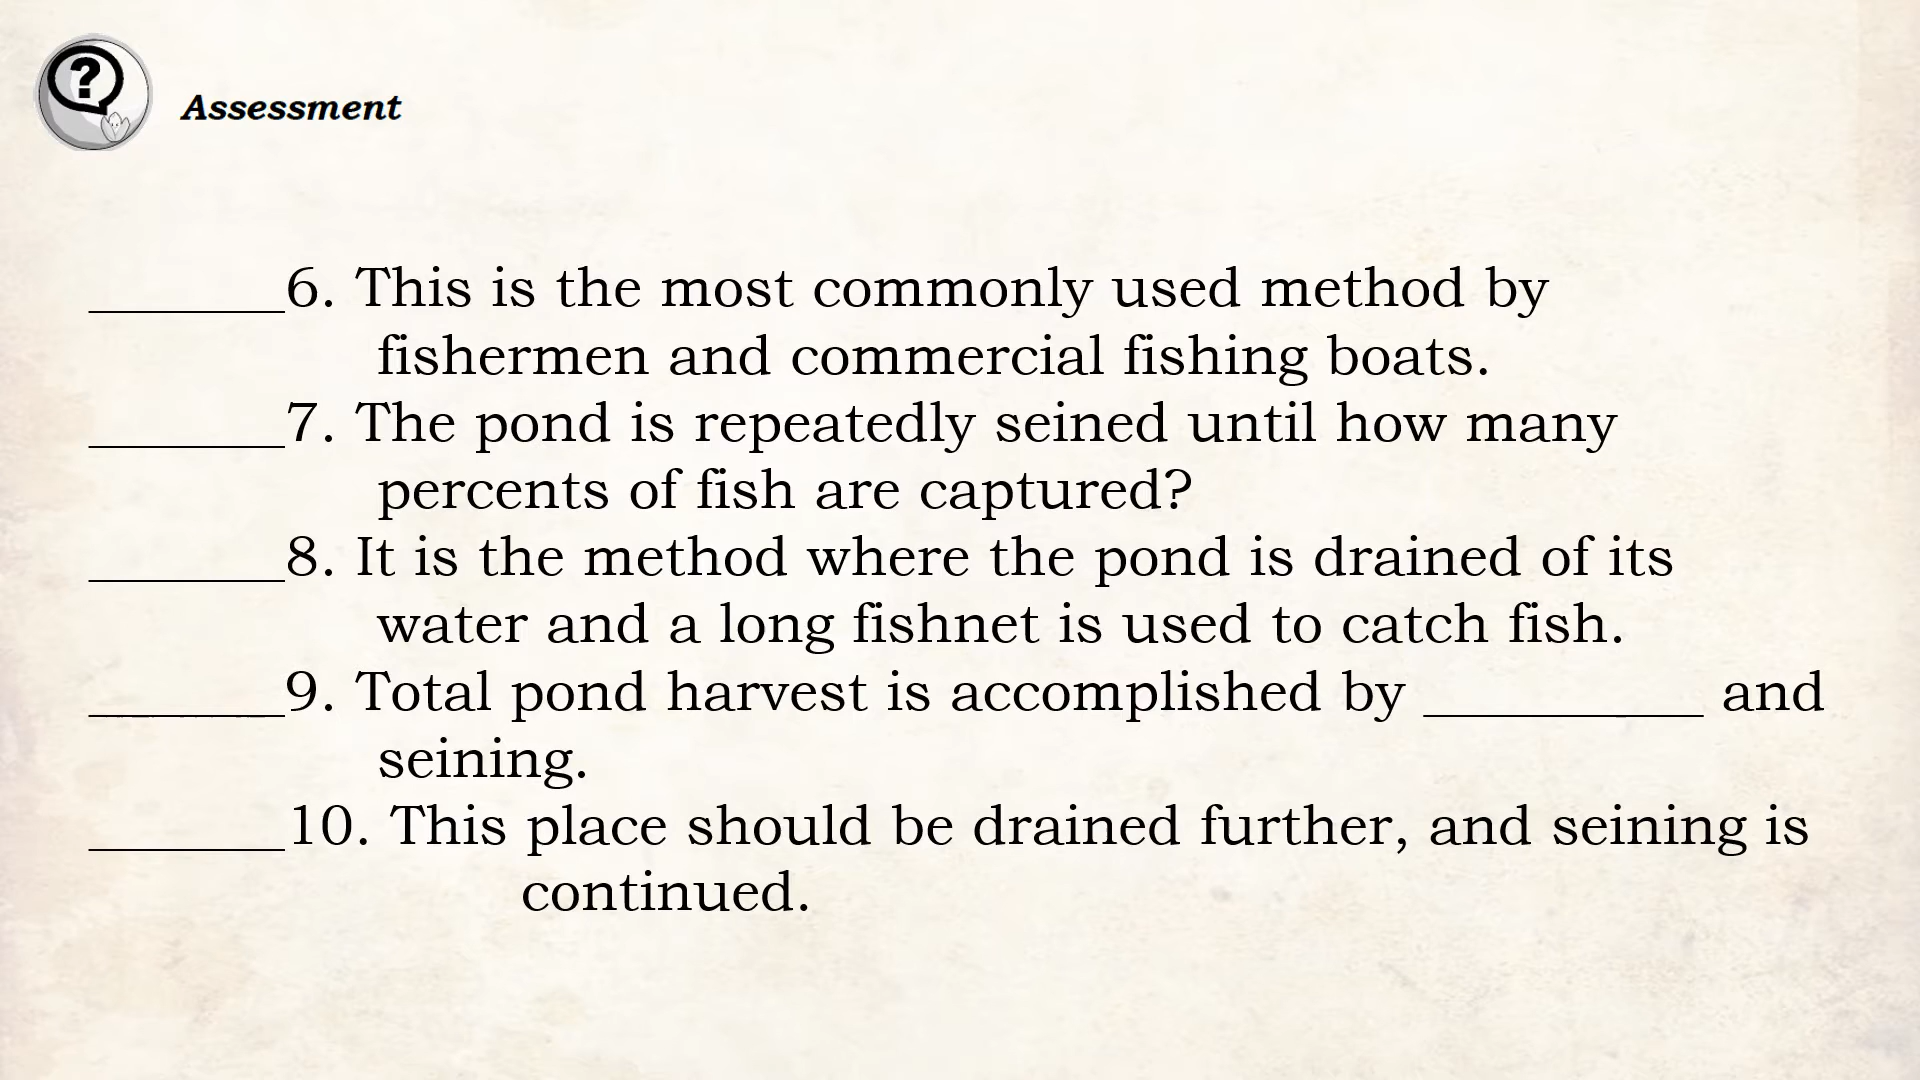 ?
Assessment
_______6. This is the most commonly used method by
fishermen and commercial fishing boats.
_______7. The pond is repeatedly seined until how many
percents of fish are captured?
_______8. It is the method where the pond is drained of its
water and a long fishnet is used to catch fish.
_______9. Total pond harvest is accomplished by __________ and
seining.
_______10. This place should be drained further, and seining is
continued.